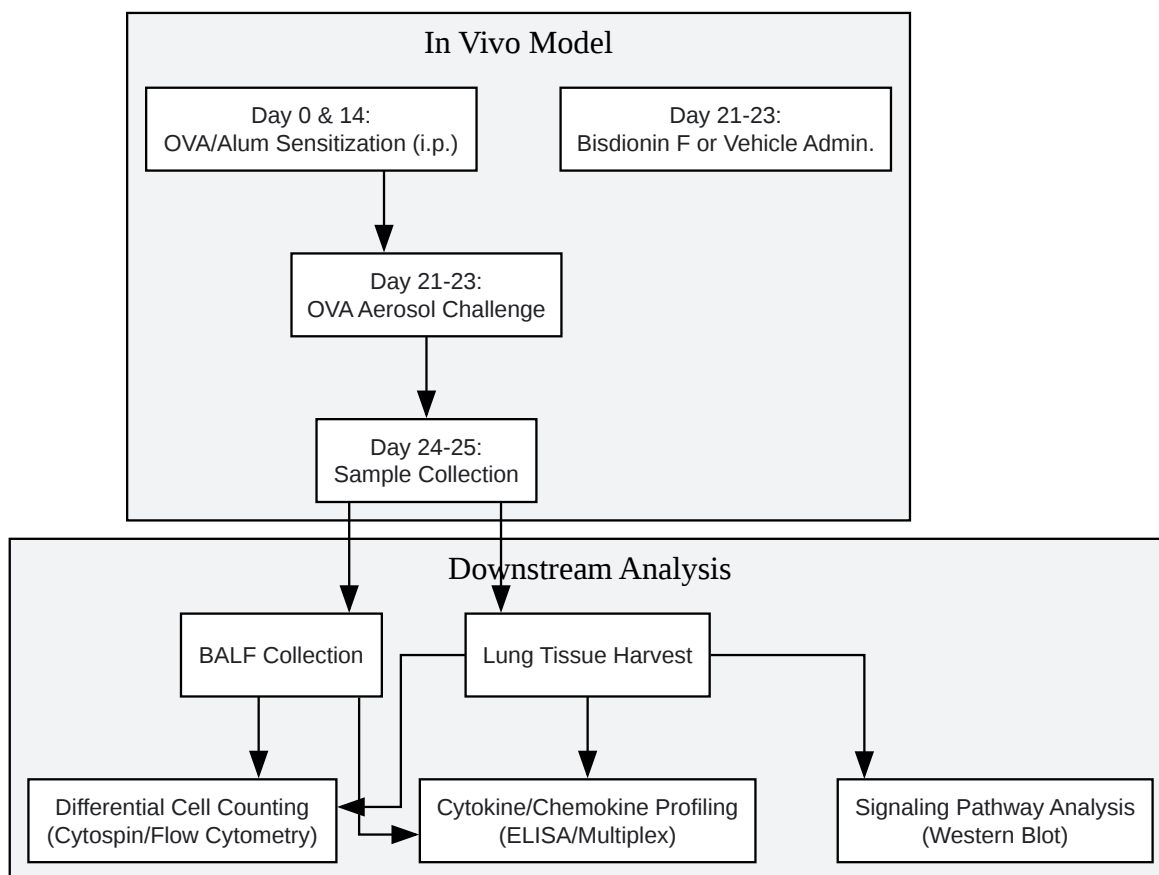 In Vivo Model
Day 0 & 14:
OVA/Alum Sensitization (i.p.)
Day 21-23:
Bisdionin F or Vehicle Admin.
Day 21-23:
OVA Aerosol Challenge
Day 24-25:
Sample Collection
Downstream Analysis
BALF Collection
Lung Tissue Harvest
Differential Cell Counting
(Cytospin/Flow Cytometry)
Cytokine/Chemokine Profiling
(ELISA/Multiplex)
Signaling Pathway Analysis
(Western Blot)